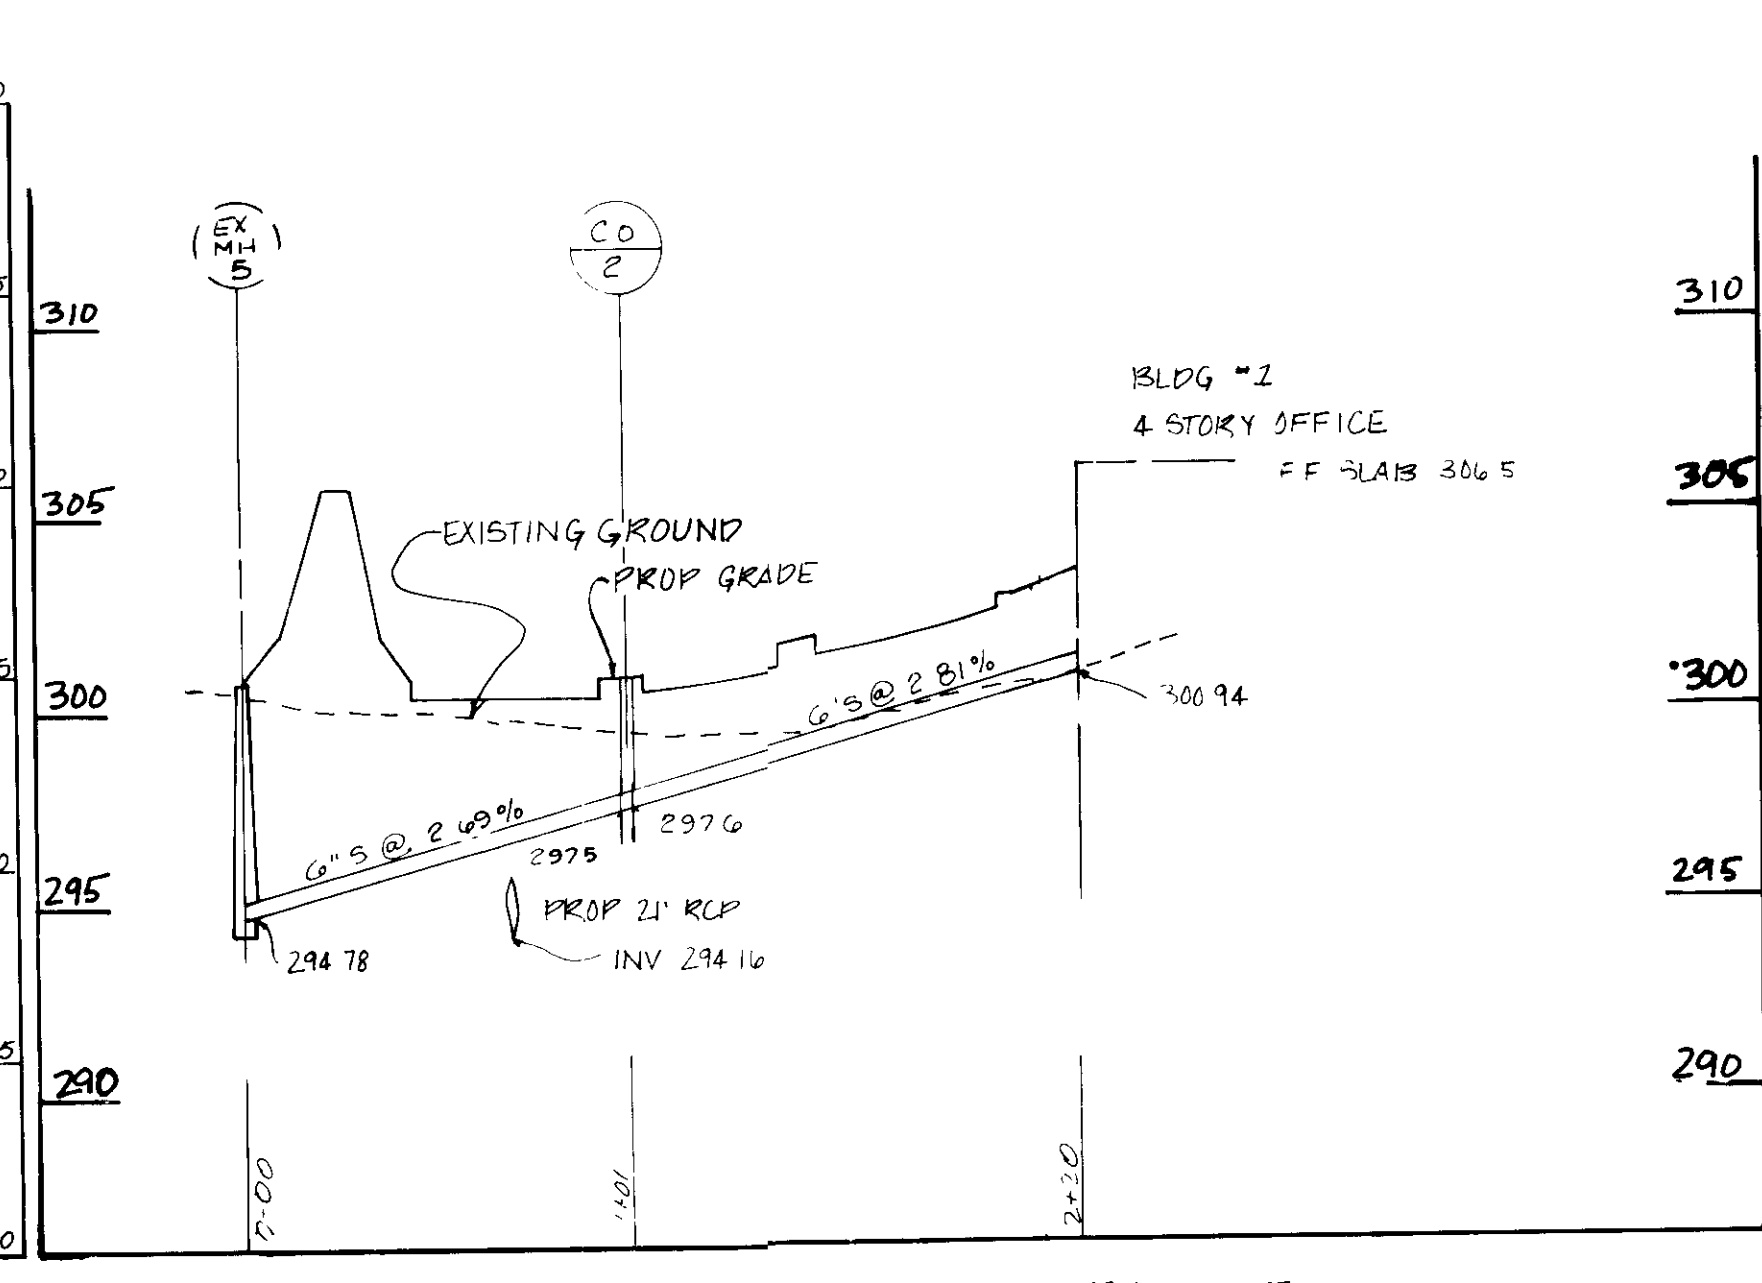 EX
MH
5
CO
2
310
310
BLDG #2
4 STORY OFFICE
FF SLAB 306 5
305
305
EXISTING GROUND
PROP GRADE
300
300
6'S @ 2 81%
300 94
6" S @ 2 69%
297 6
297 5
295
295
PROP 21' RCP
INV 294 16
294 78
290
290
0+00
1+01
2+20